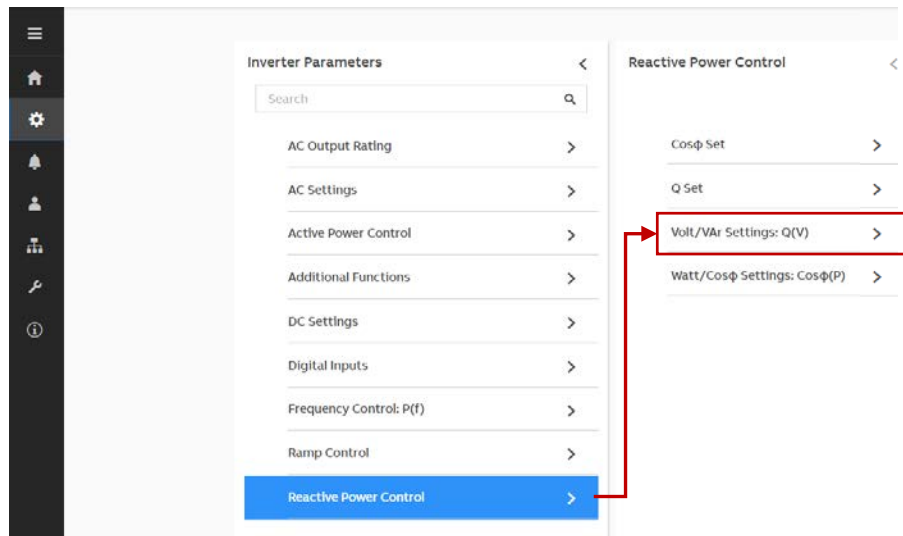 Inverter Parameters
Search
AC Output Rating
AC Settings
Active Power Control
Additional Functions
DC Settings
Digital Inputs
Frequency Control: P(f)
Ramp Control
Reactive Power Control
Reactive Power Control
Cosϕ Set
Q Set
Volt/VAr Settings: Q(V)
Watt/Cosϕ Settings: Cosϕ(P)